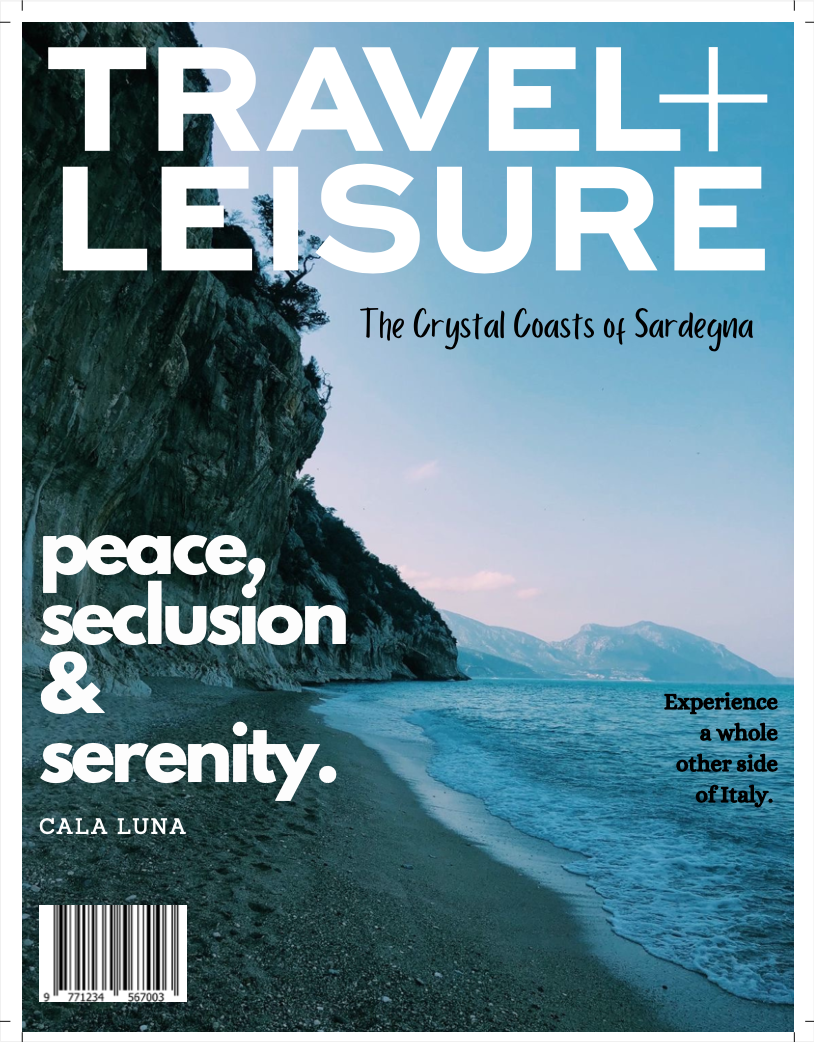 TRAVEL+
LEISURE
The Crystal Coasts of Sardegna
peace,
seclusion
&
serenity.
CALA LUNA
Experience
a whole
other side
of Italy.
9 771234 567003